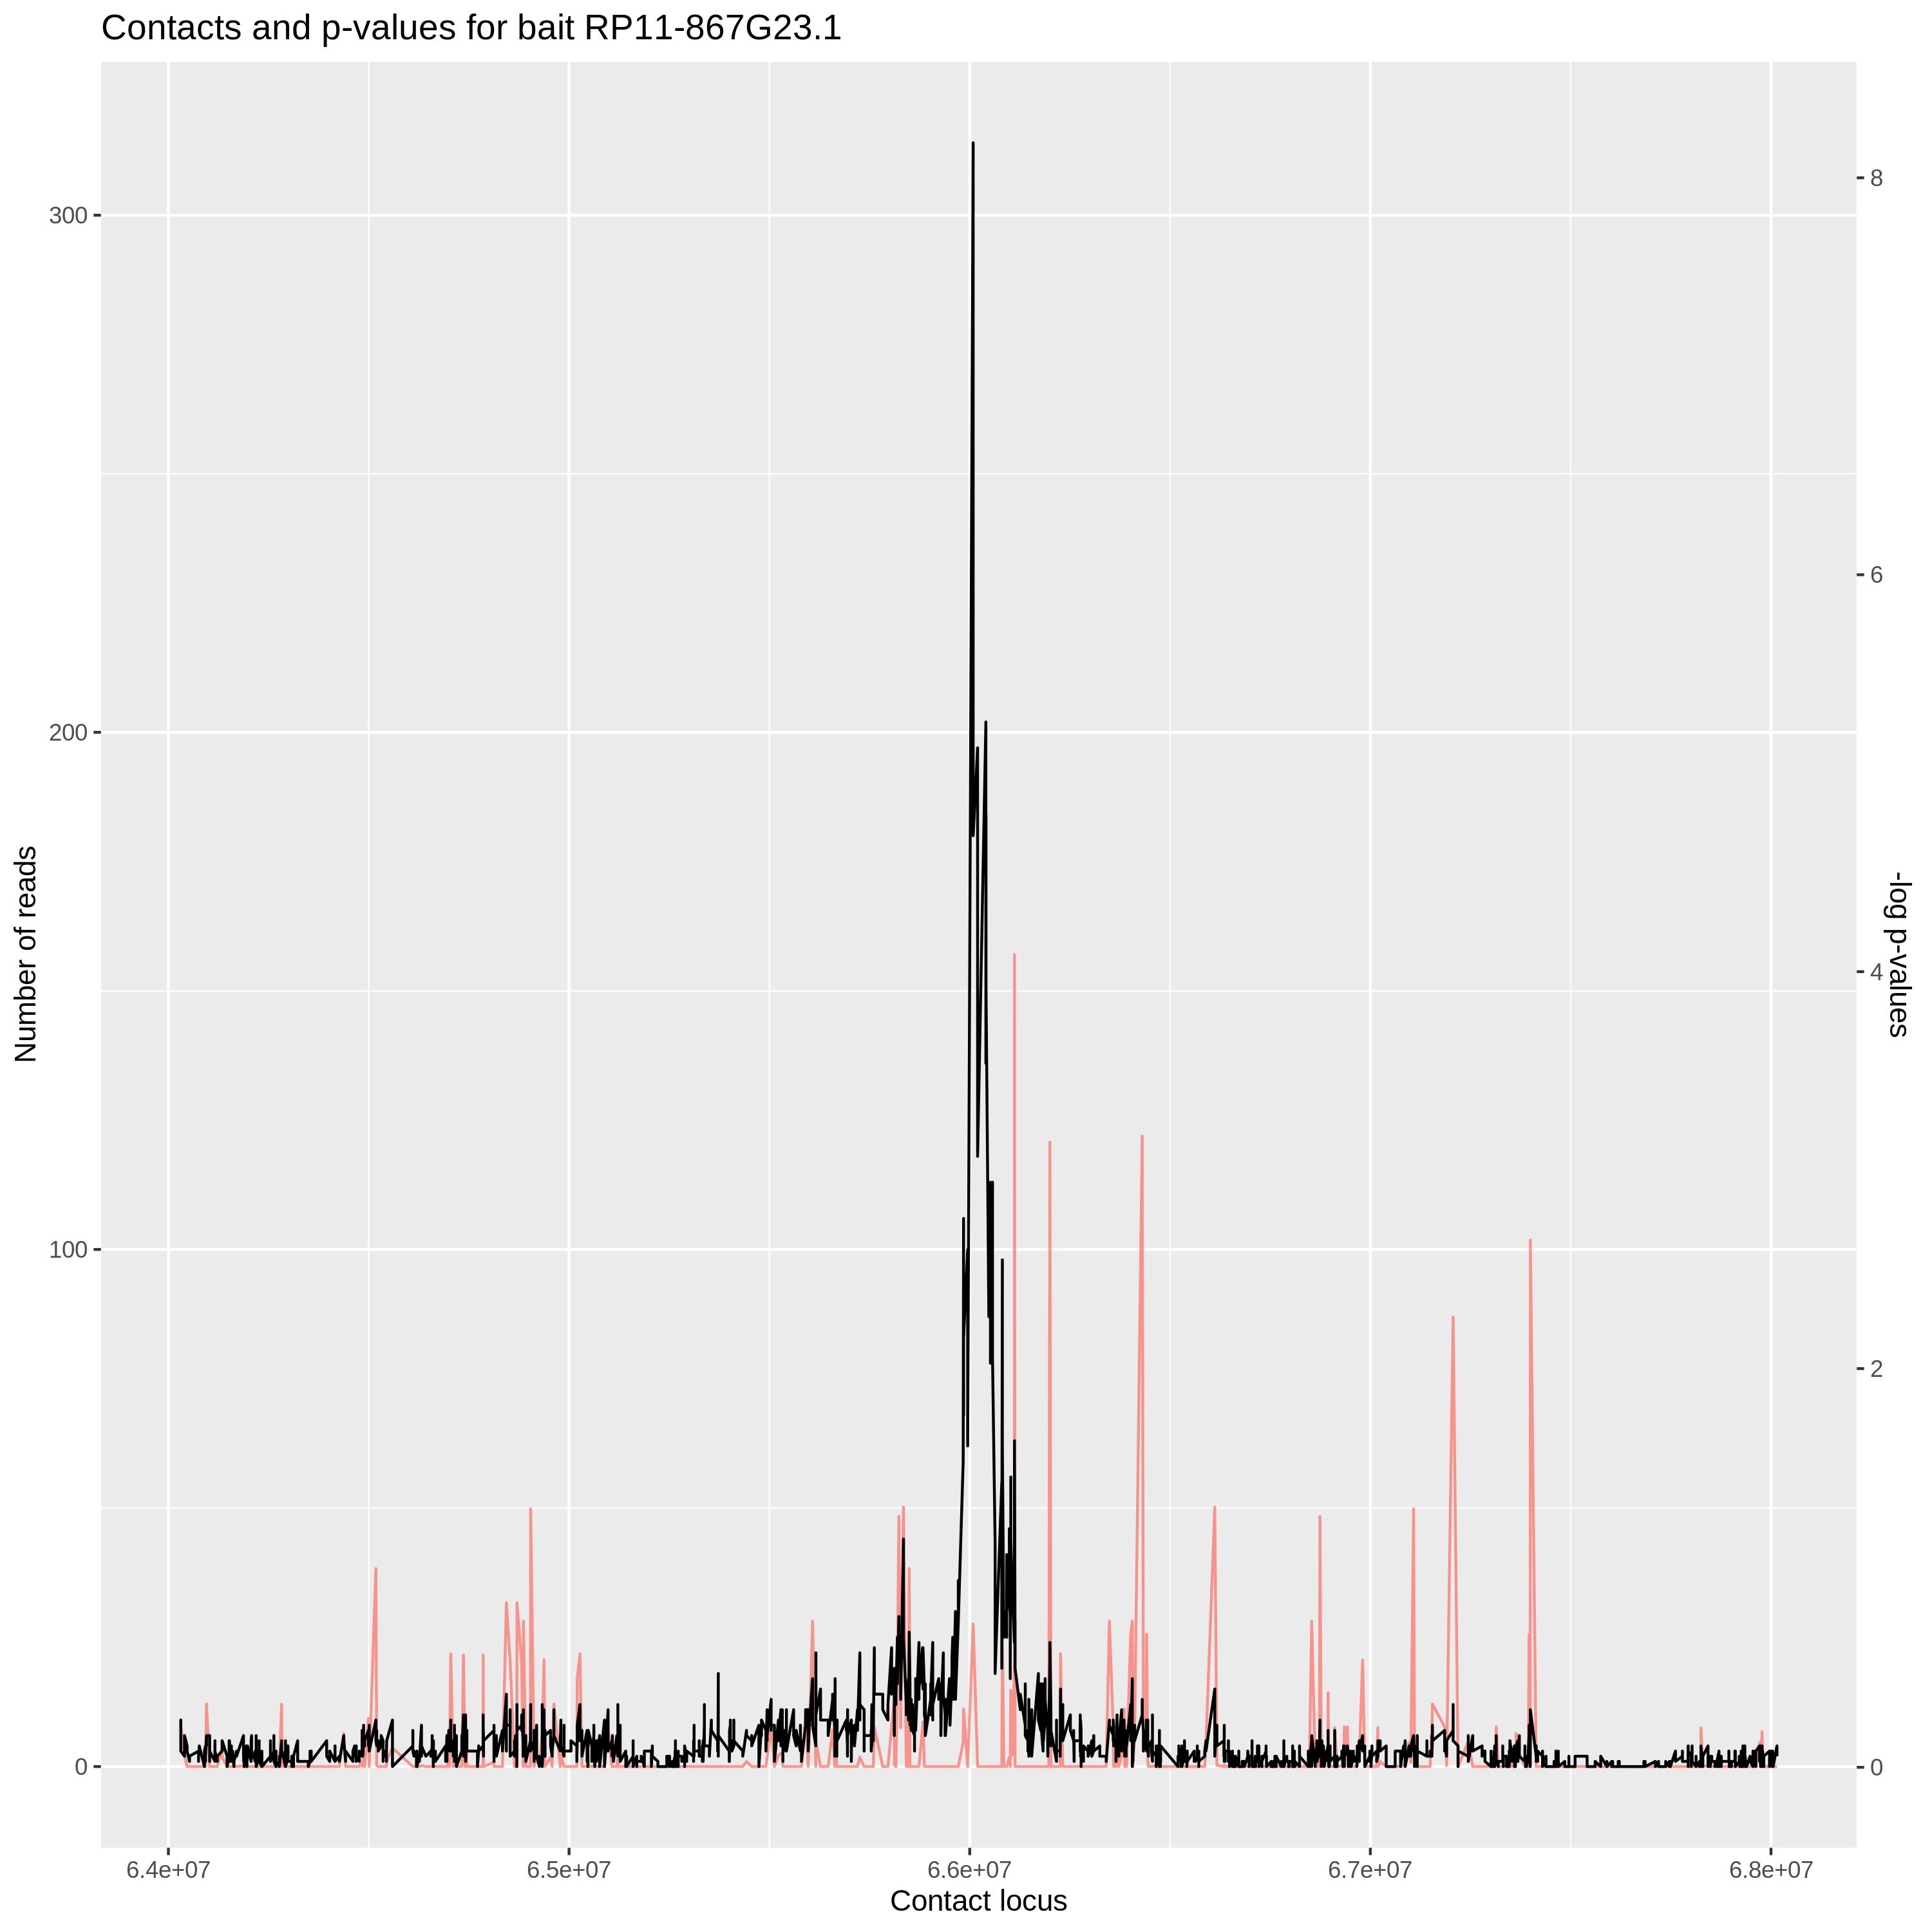 Contacts and p-values for bait RP11-867G23.1
300
200
100
0
Number of reads
8
6
4
2
0
-log p-values
6.4e+07
6.5e+07
6.6e+07
6.7e+07
6.8e+07
Contact locus